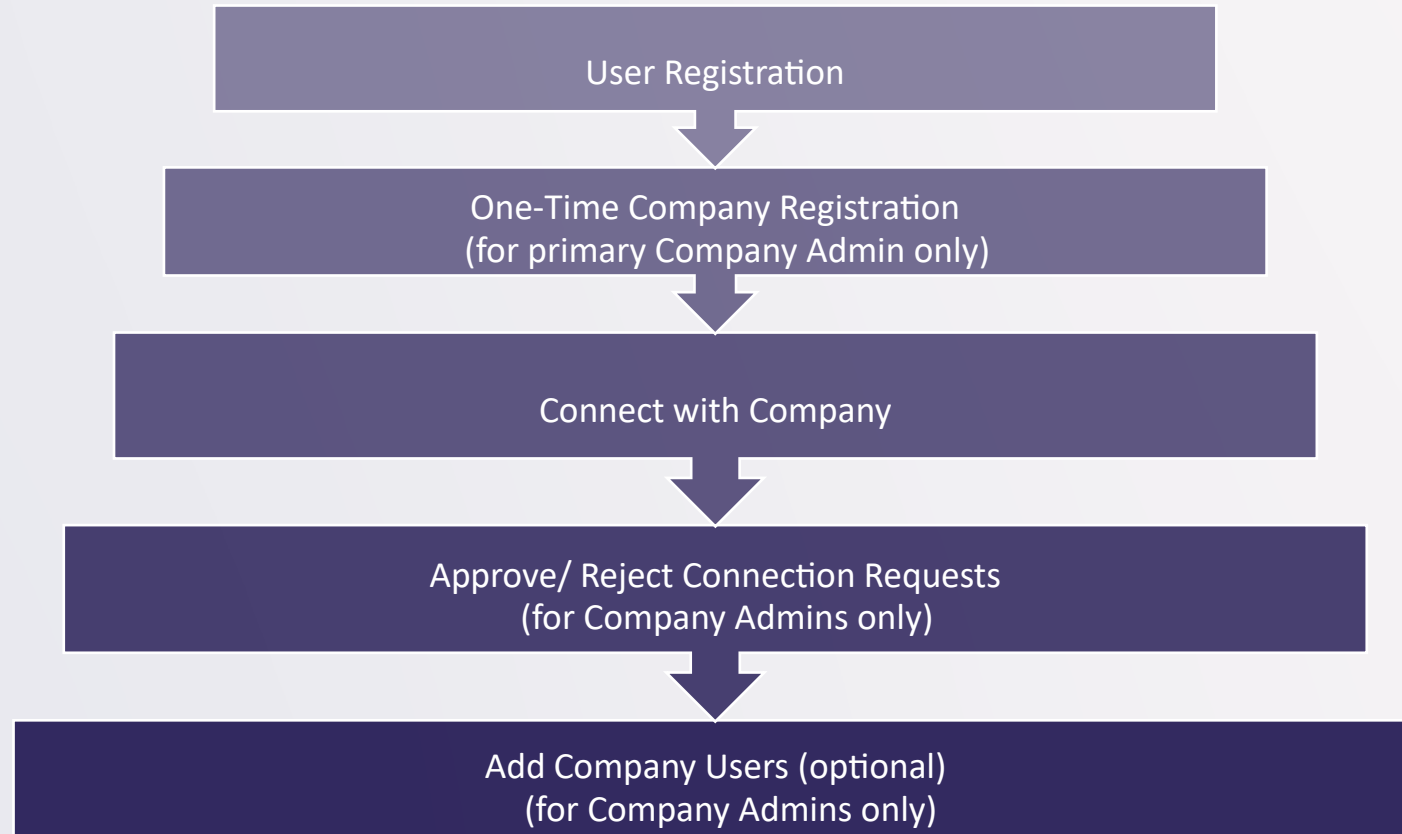 User Registration
One-Time Company Registration
(for primary Company Admin only)
Connect with Company
Approve/ Reject Connection Requests
(for Company Admins only)
Add Company Users (optional)
(for Company Admins only)